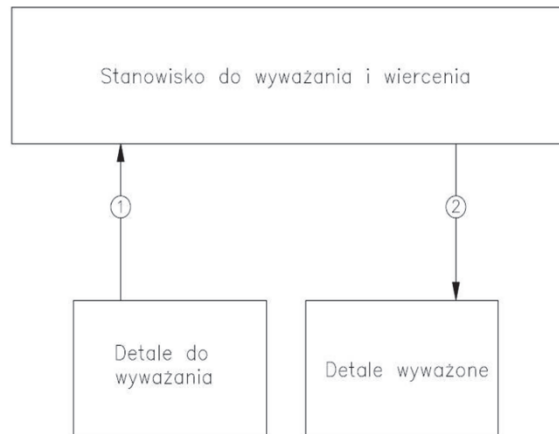 Stanowisko do wyważania i wiercenia
1
2
Detale do
wyważania
Detale wyważone